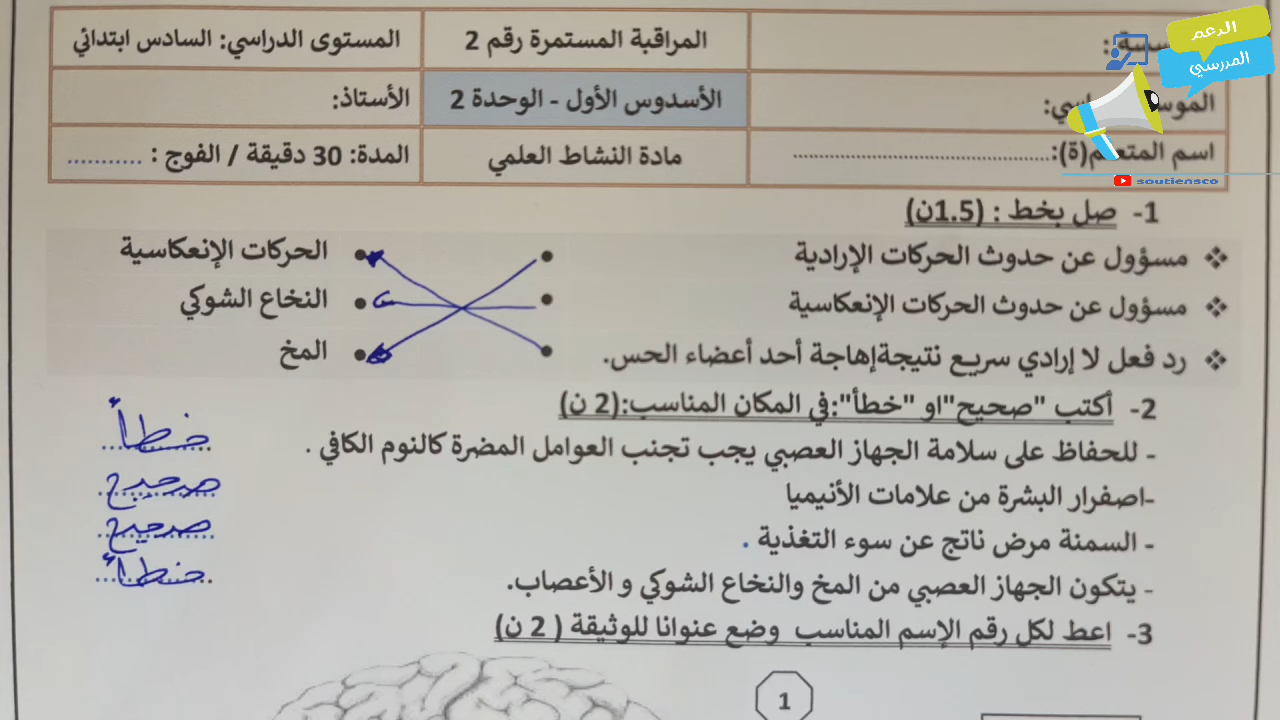 المراقبة المستمرة رقم 2
المستوى الدراسي: السادس ابتدائي
الأسدوس الأول - الوحدة 2
الأستاذ:
اسم المتعلم(ة):......................
مادة النشاط العلمي
المدة: 30 دقيقة / الفوج : ..........
الدعم
المدرسي
soutiensco
1- صل بخط : (1.5ن)
❖ مسؤول عن حدوث الحركات الإرادية • • الحركات الإنعكاسية
❖ مسؤول عن حدوث الحركات الإنعكاسية • • النخاع الشوكي
❖ رد فعل لا إرادي سريع نتيجةإهاجة أحد أعضاء الحس. • • المخ
2- أكتب "صحيح"او "خطأ":في المكان المناسب:(2 ن)
- للحفاظ على سلامة الجهاز العصبي يجب تجنب العوامل المضرة كالنوم الكافي . خطأ
-اصفرار البشرة من علامات الأنيميا صحيح
- السمنة مرض ناتج عن سوء التغذية . صحيح
- يتكون الجهاز العصبي من المخ والنخاع الشوكي و الأعصاب. خطأ
3- اعط لكل رقم الإسم المناسب وضع عنوانا للوثيقة ( 2 ن)
1